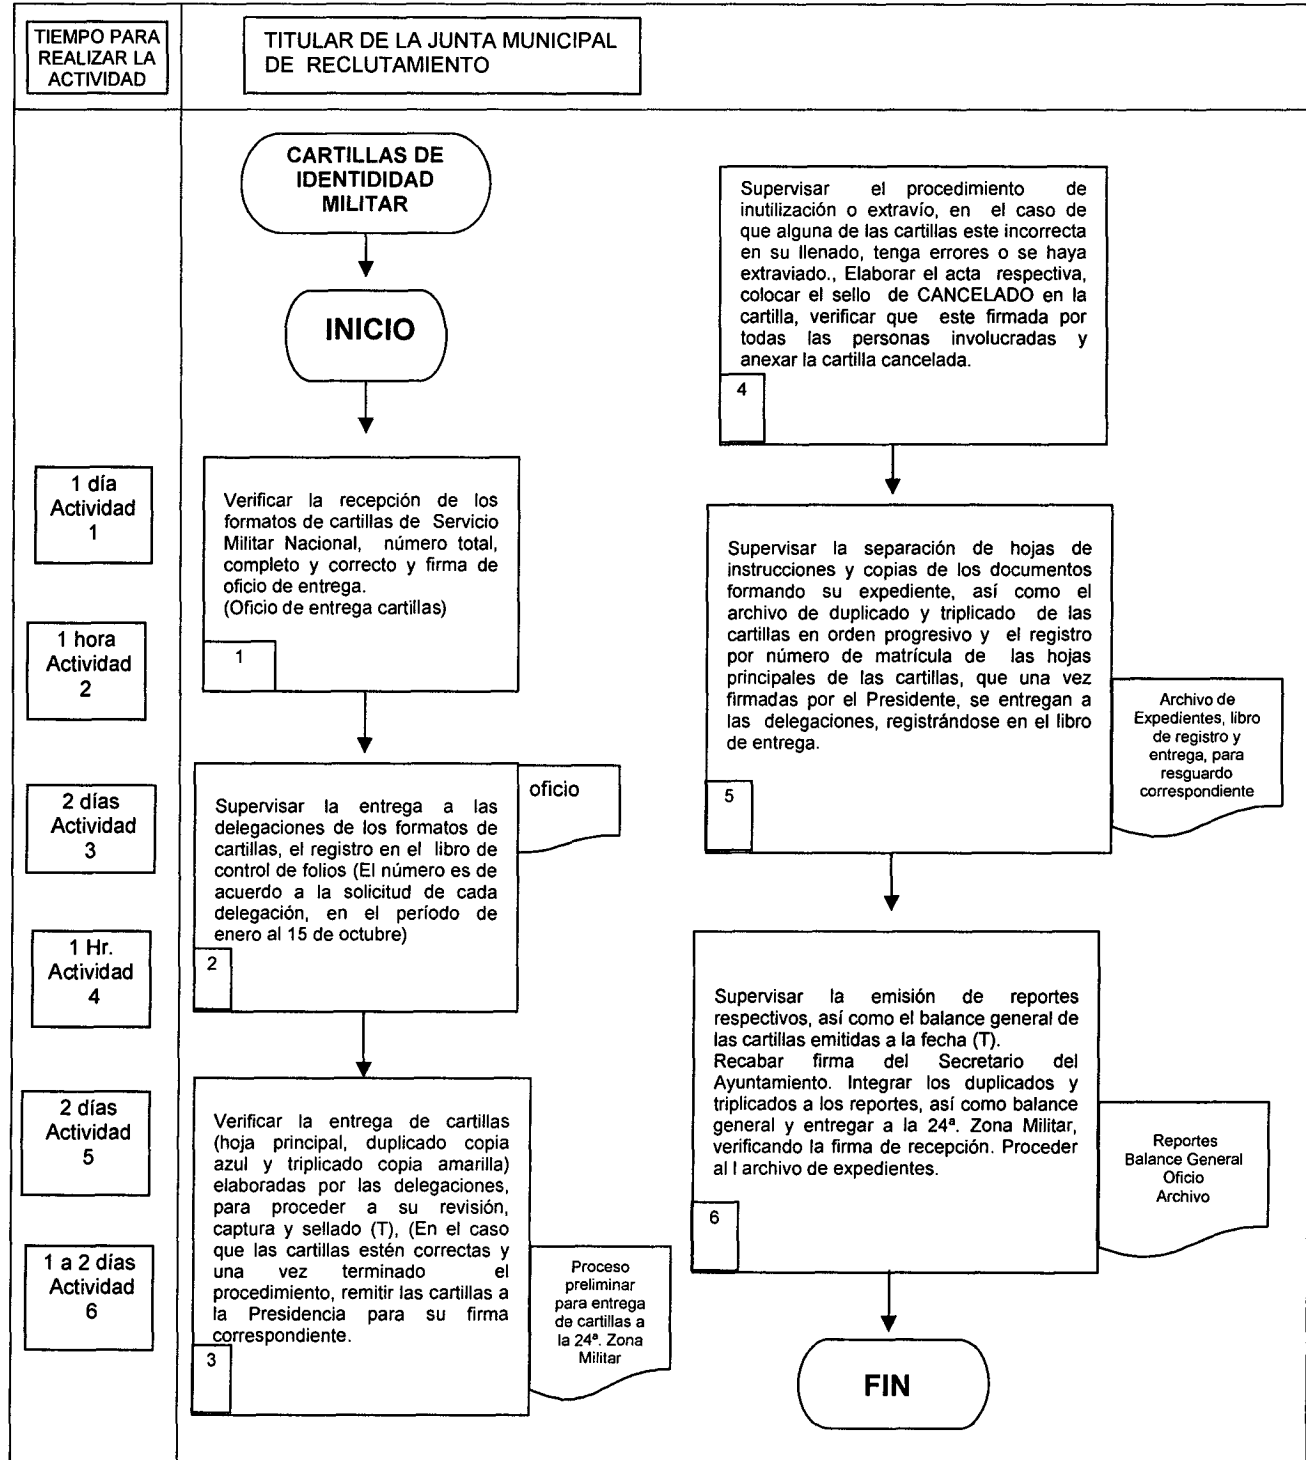 TIEMPO PARA
REALIZAR LA
ACTIVIDAD
TITULAR DE LA JUNTA MUNICIPAL
DE RECLUTAMIENTO
CARTILLAS DE
IDENTIDIDAD
MILITAR
INICIO
1 día
Actividad
1
1 hora
Actividad
2
2 días
Actividad
3
1 Hr.
Actividad
4
2 días
Actividad
5
1 a 2 días
Actividad
6
Verificar la recepción de los
formatos de cartillas de Servicio
Militar Nacional, número total,
completo y correcto y firma de
oficio de entrega.
(Oficio de entrega cartillas)
1
Supervisar la entrega a las
delegaciones de los formatos de
cartillas, el registro en el libro de
control de folios (El número es de
acuerdo a la solicitud de cada
delegación, en el período de
enero al 15 de octubre)
2
oficio
Verificar la entrega de cartillas
(hoja principal, duplicado copia
azul y triplicado copia amarilla)
elaboradas por las delegaciones,
para proceder a su revisión,
captura y sellado (T), (En el caso
que las cartillas estén correctas y
una vez terminado el
procedimiento, remitir las cartillas a
la Presidencia para su firma
correspondiente.
3
Proceso
preliminar
para entrega
de cartillas a
la 24ª. Zona
Militar
Supervisar el procedimiento de
inutilización o extravío, en el caso de
que alguna de las cartillas este incorrecta
en su llenado, tenga errores o se haya
extraviado., Elaborar el acta respectiva,
colocar el sello de CANCELADO en la
cartilla, verificar que este firmada por
todas las personas involucradas y
anexar la cartilla cancelada.
4
Supervisar la separación de hojas de
instrucciones y copias de los documentos
formando su expediente, así como el
archivo de duplicado y triplicado de las
cartillas en orden progresivo y el registro
por número de matrícula de las hojas
principales de las cartillas, que una vez
firmadas por el Presidente, se entregan a
las delegaciones, registrándose en el libro
de entrega.
5
Archivo de
Expedientes, libro
de registro y
entrega, para
resguardo
correspondiente
Supervisar la emisión de reportes
respectivos, así como el balance general de
las cartillas emitidas a la fecha (T).
Recabar firma del Secretario del
Ayuntamiento. Integrar los duplicados y
triplicados a los reportes, así como balance
general y entregar a la 24ª. Zona Militar,
verificando la firma de recepción. Proceder
al l archivo de expedientes.
6
Reportes
Balance General
Oficio
Archivo
FIN